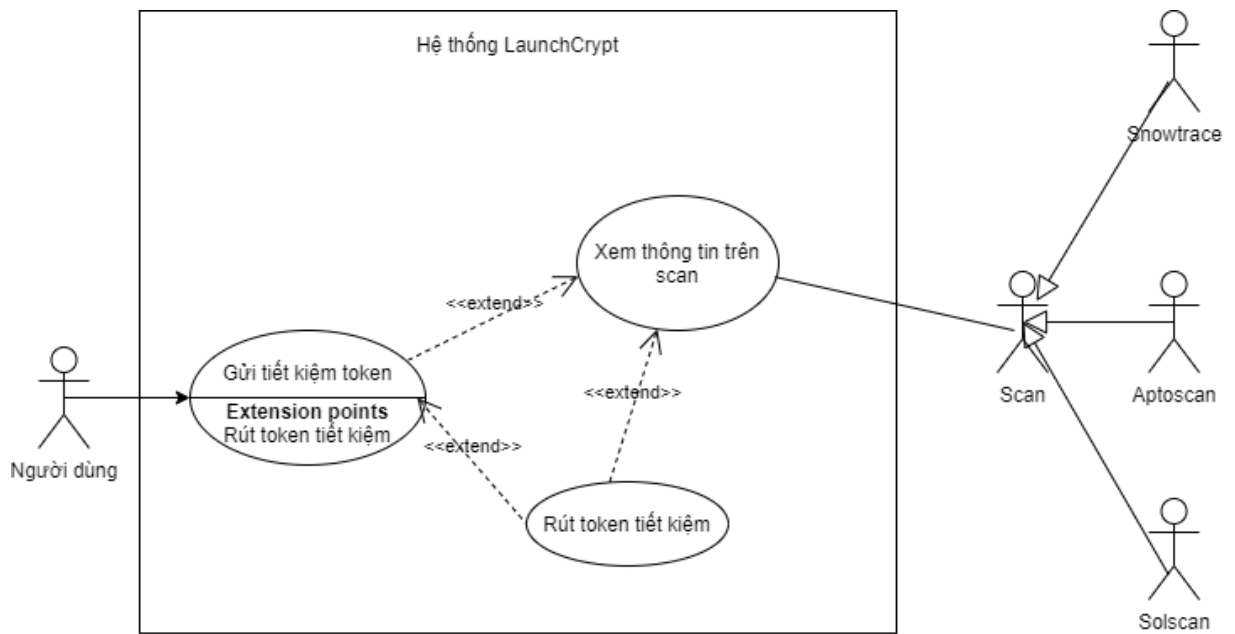 Hệ thống LaunchCrypt
Snowtrace
Xem thông tin trên
scan
<<extend>>
Gửi tiết kiệm token
Extension points
Rút token tiết kiệm
<<extend>>
<<extend>>
Scan
Aptoscan
Người dùng
Rút token tiết kiệm
Solscan